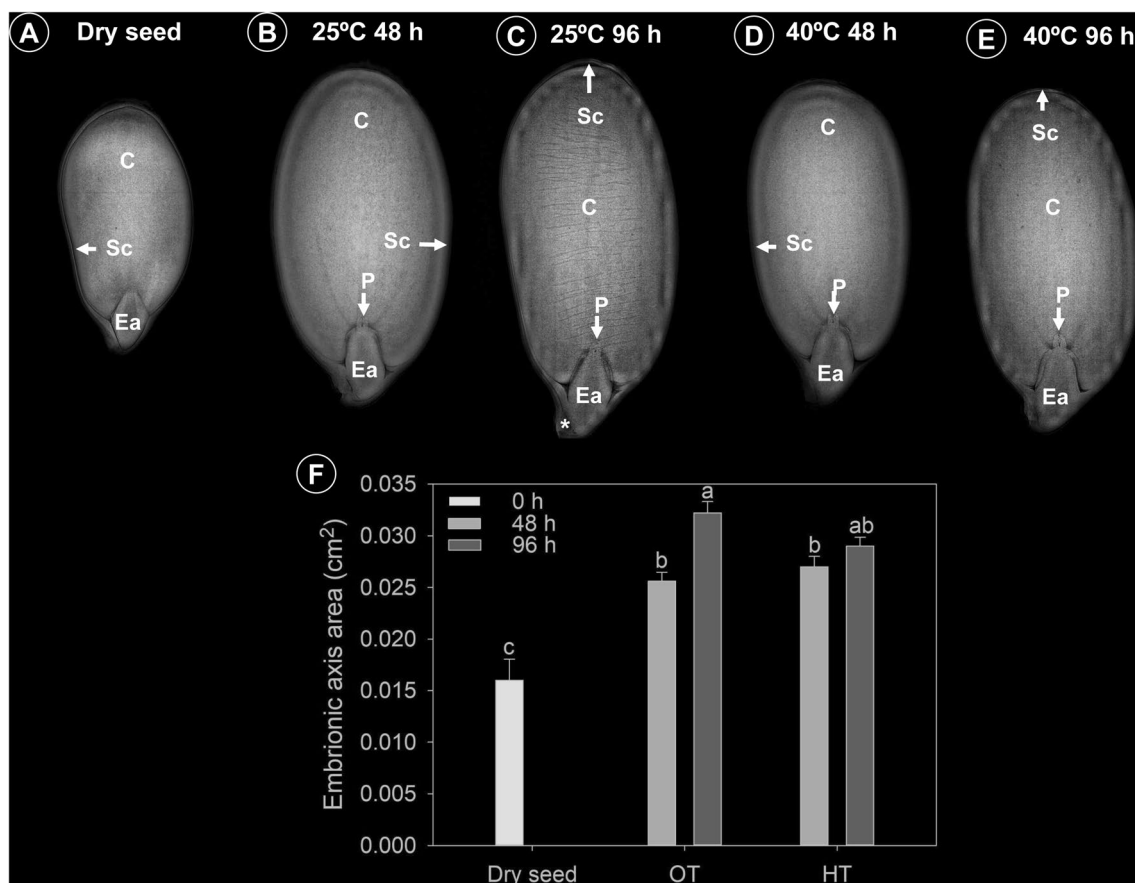 A Dry seed
B 25ºC 48 h
C 25ºC 96 h
D 40ºC 48 h
E 40ºC 96 h
C
Sc
Ea
C
Sc
P
Ea
Sc
C
P
Ea
*
C
Sc
P
Ea
Sc
C
P
Ea
F
Embrionic axis area (cm²)
0.035
0.030
0.025
0.020
0.015
0.010
0.005
0.000
0 h
48 h
96 h
c
b
a
b
ab
Dry seed
OT
HT